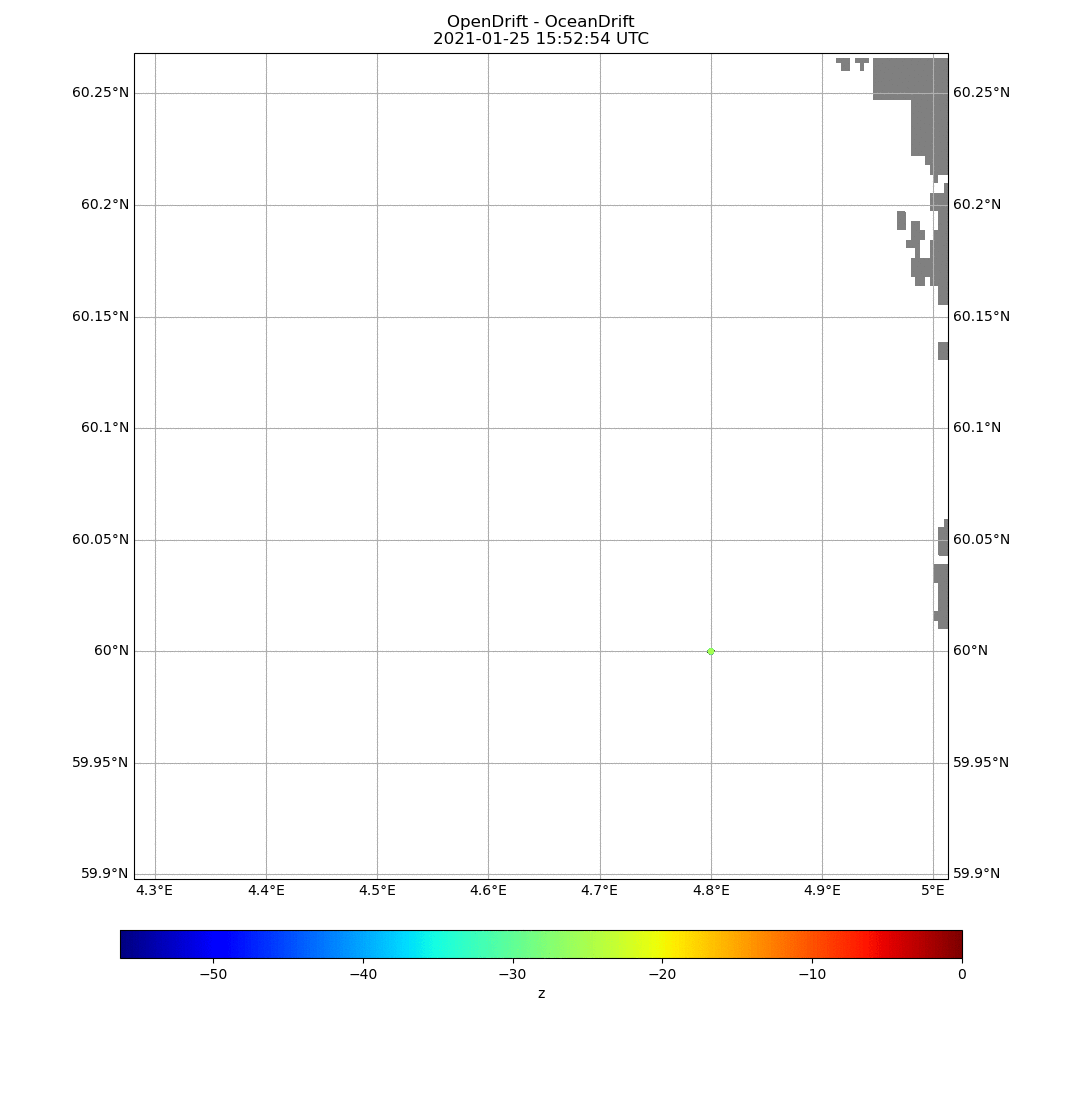 OpenDrift - OceanDrift
2021-01-25 15:52:54 UTC
60.25°N 60.25°N
60.2°N 60.2°N
60.15°N 60.15°N
60.1°N 60.1°N
60.05°N 60.05°N
60°N 60°N
59.95°N 59.95°N
59.9°N 59.9°N
4.3°E 4.4°E 4.5°E 4.6°E 4.7°E 4.8°E 4.9°E 5°E
−50 −40 −30 −20 −10 0
z